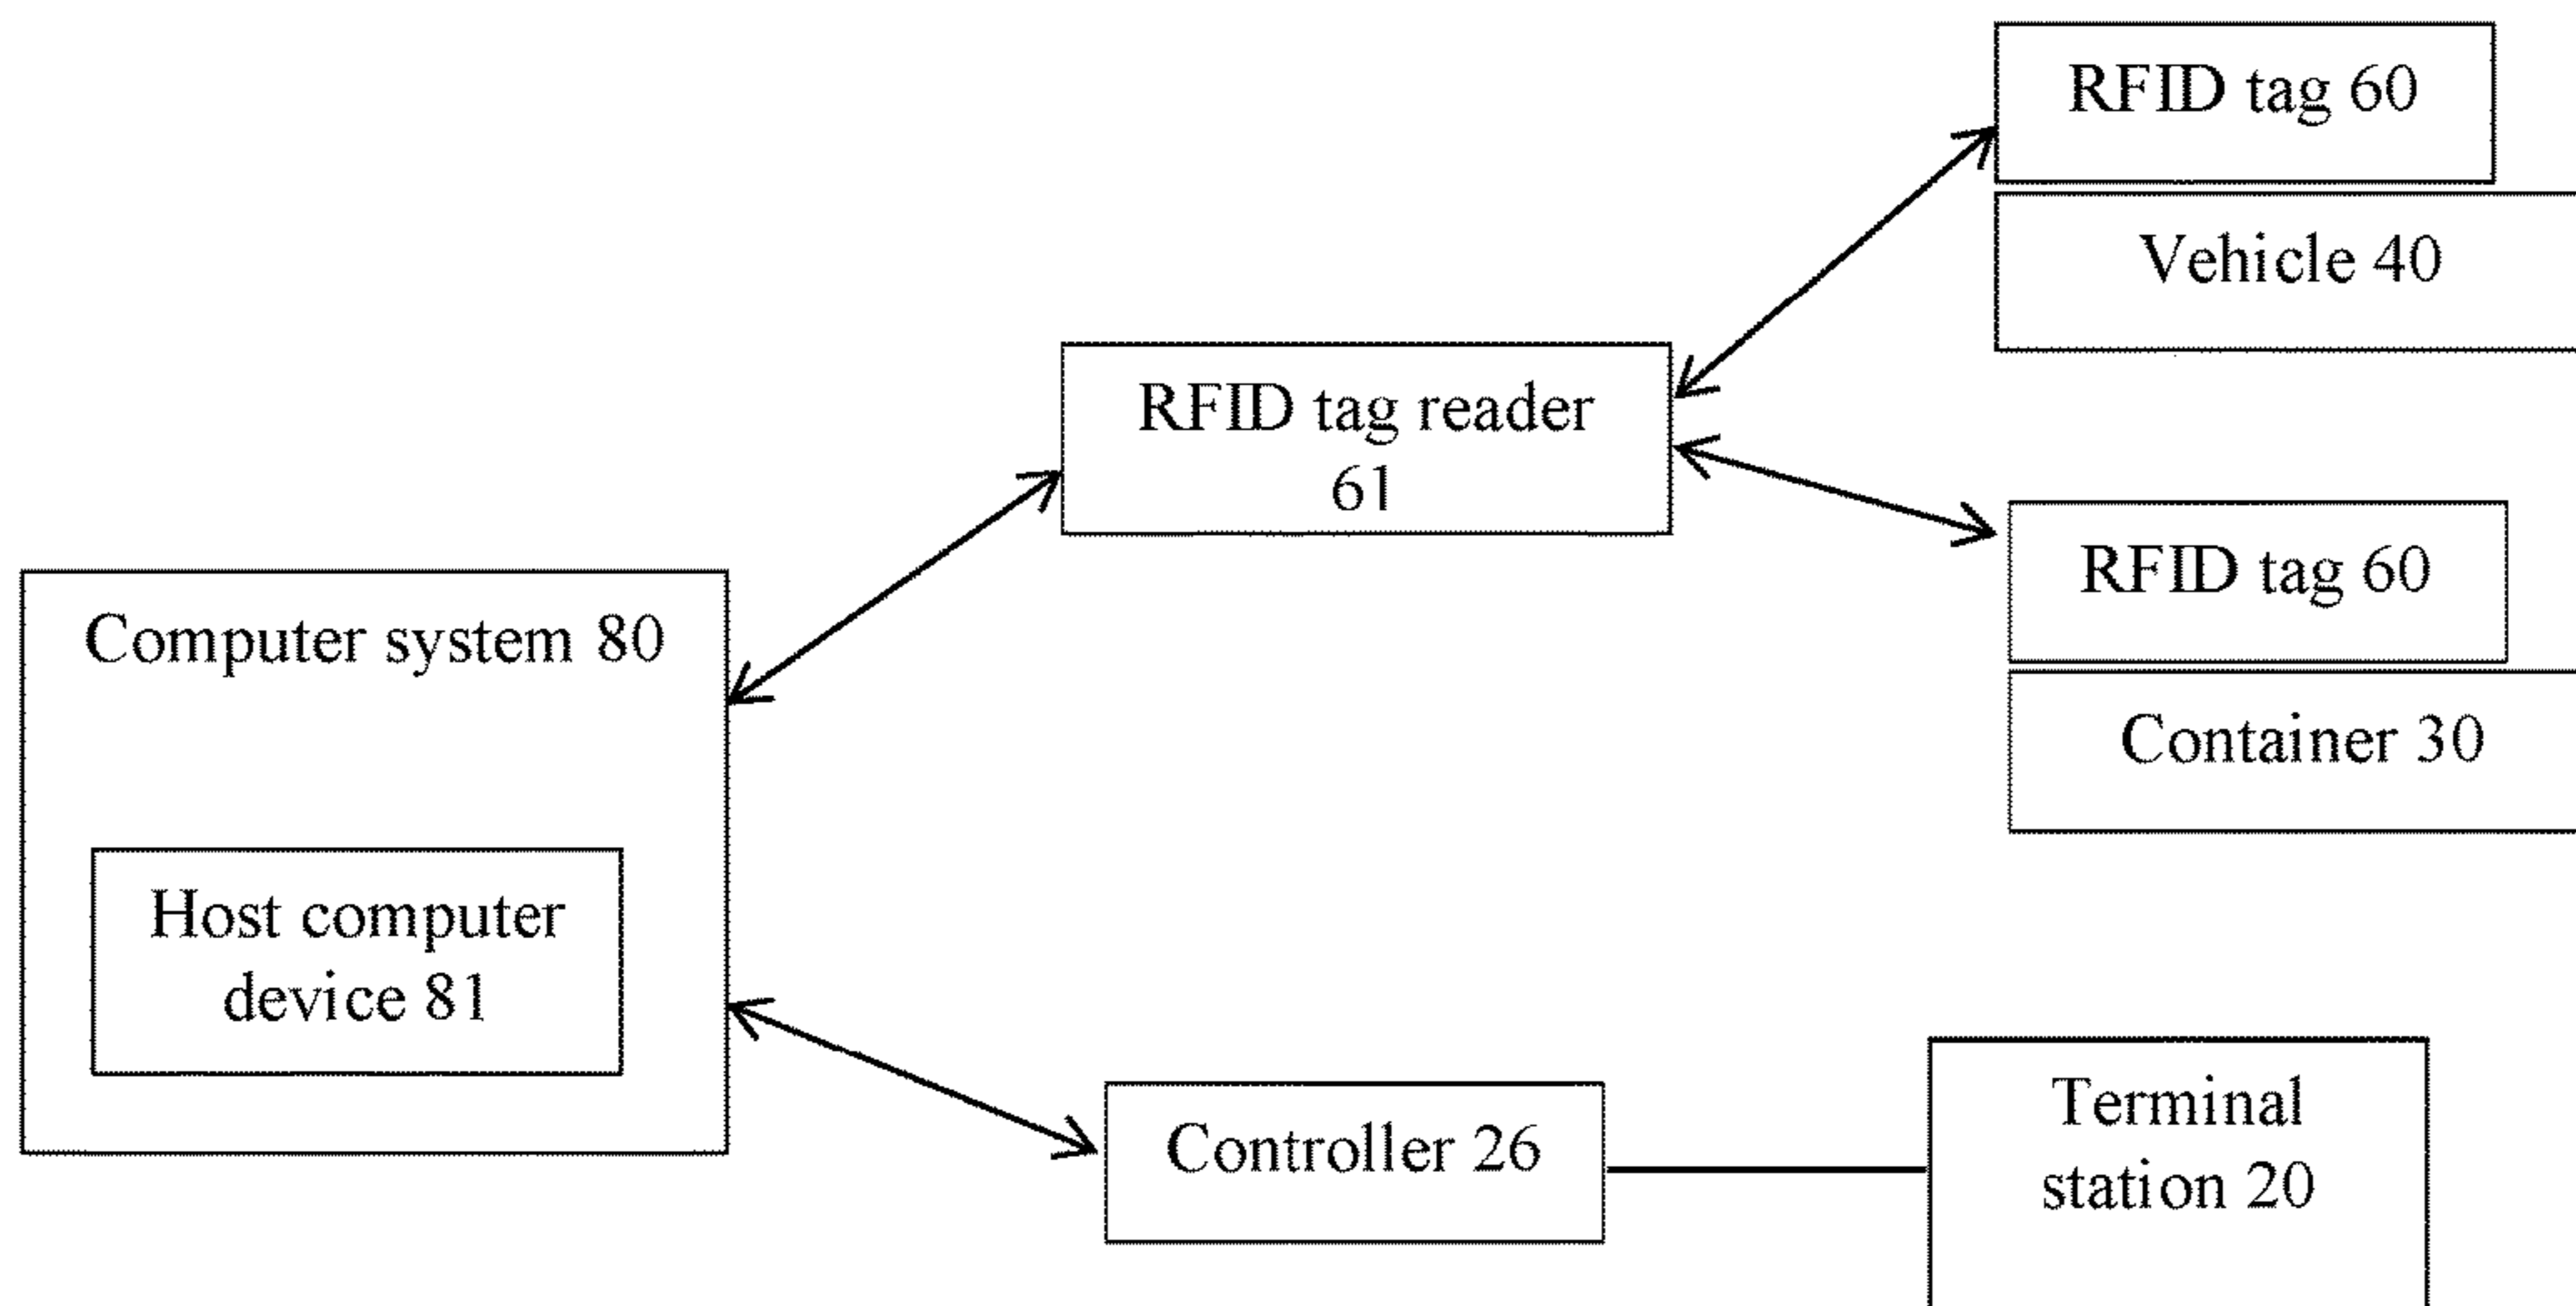 RFID tag 60
Vehicle 40
RFID tag reader
61
RFID tag 60
Container 30
Computer system 80
Host computer
device 81
Controller 26
Terminal
station 20